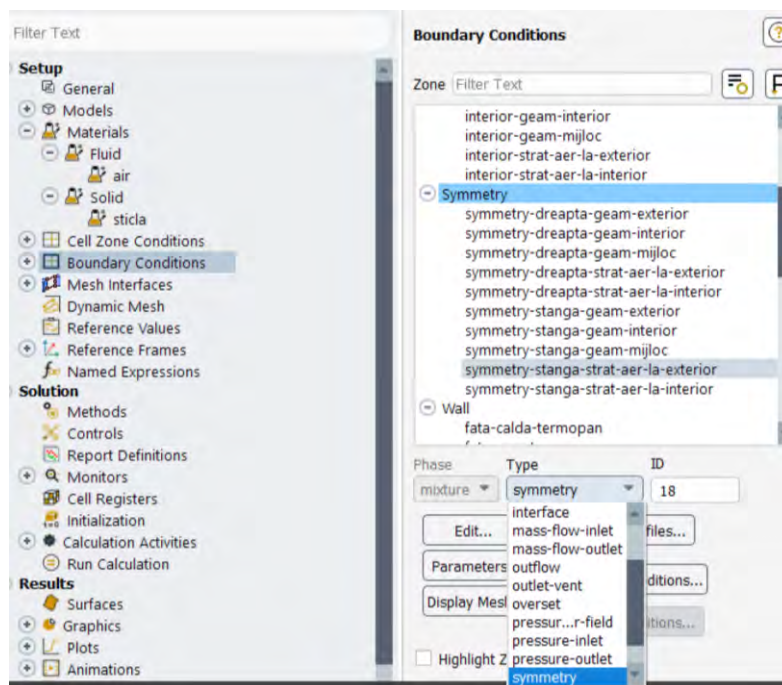 Filter Text
Setup
General
Models
Materials
Fluid
air
Solid
sticla
Cell Zone Conditions
Boundary Conditions
Mesh Interfaces
Dynamic Mesh
Reference Values
Reference Frames
Named Expressions
Solution
Methods
Controls
Report Definitions
Monitors
Cell Registers
Initialization
Calculation Activities
Run Calculation
Results
Surfaces
Graphics
Plots
Animations
Boundary Conditions
Zone Filter Text
interior-geam-interior
interior-geam-mijloc
interior-strat-aer-la-exterior
interior-strat-aer-la-interior
Symmetry
symmetry-dreapta-geam-exterior
symmetry-dreapta-geam-interior
symmetry-dreapta-geam-mijloc
symmetry-dreapta-strat-aer-la-exterior
symmetry-dreapta-strat-aer-la-interior
symmetry-stanga-geam-exterior
symmetry-stanga-geam-interior
symmetry-stanga-geam-mijloc
symmetry-stanga-strat-aer-la-exterior
symmetry-stanga-strat-aer-la-interior
Wall
fata-calda-termopan
Phase Type ID
mixture symmetry 18
interface
Edit... mass-flow-inlet files...
mass-flow-outlet
Parameters outflow
outlet-vent ditions...
Display Mesh overset
pressur...r-field itions...
pressure-inlet
Highlight Z pressure-outlet
symmetry